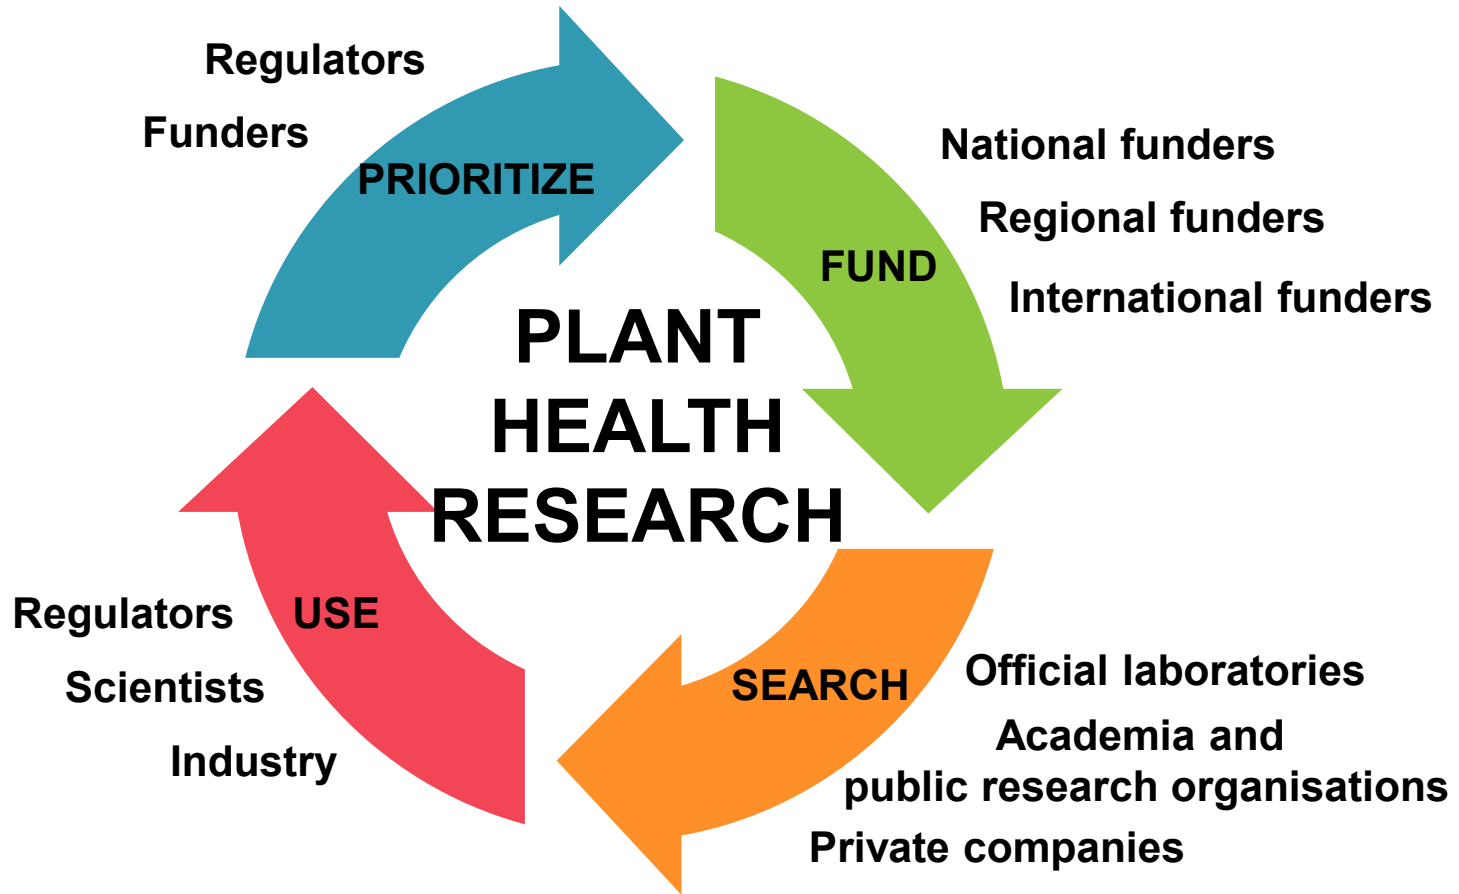 Regulators
Funders
PRIORITIZE
National funders
Regional funders
International funders
FUND
PLANT
HEALTH
RESEARCH
Regulators
Scientists
Industry
USE
SEARCH
Official laboratories
Academia and
public research organisations
Private companies